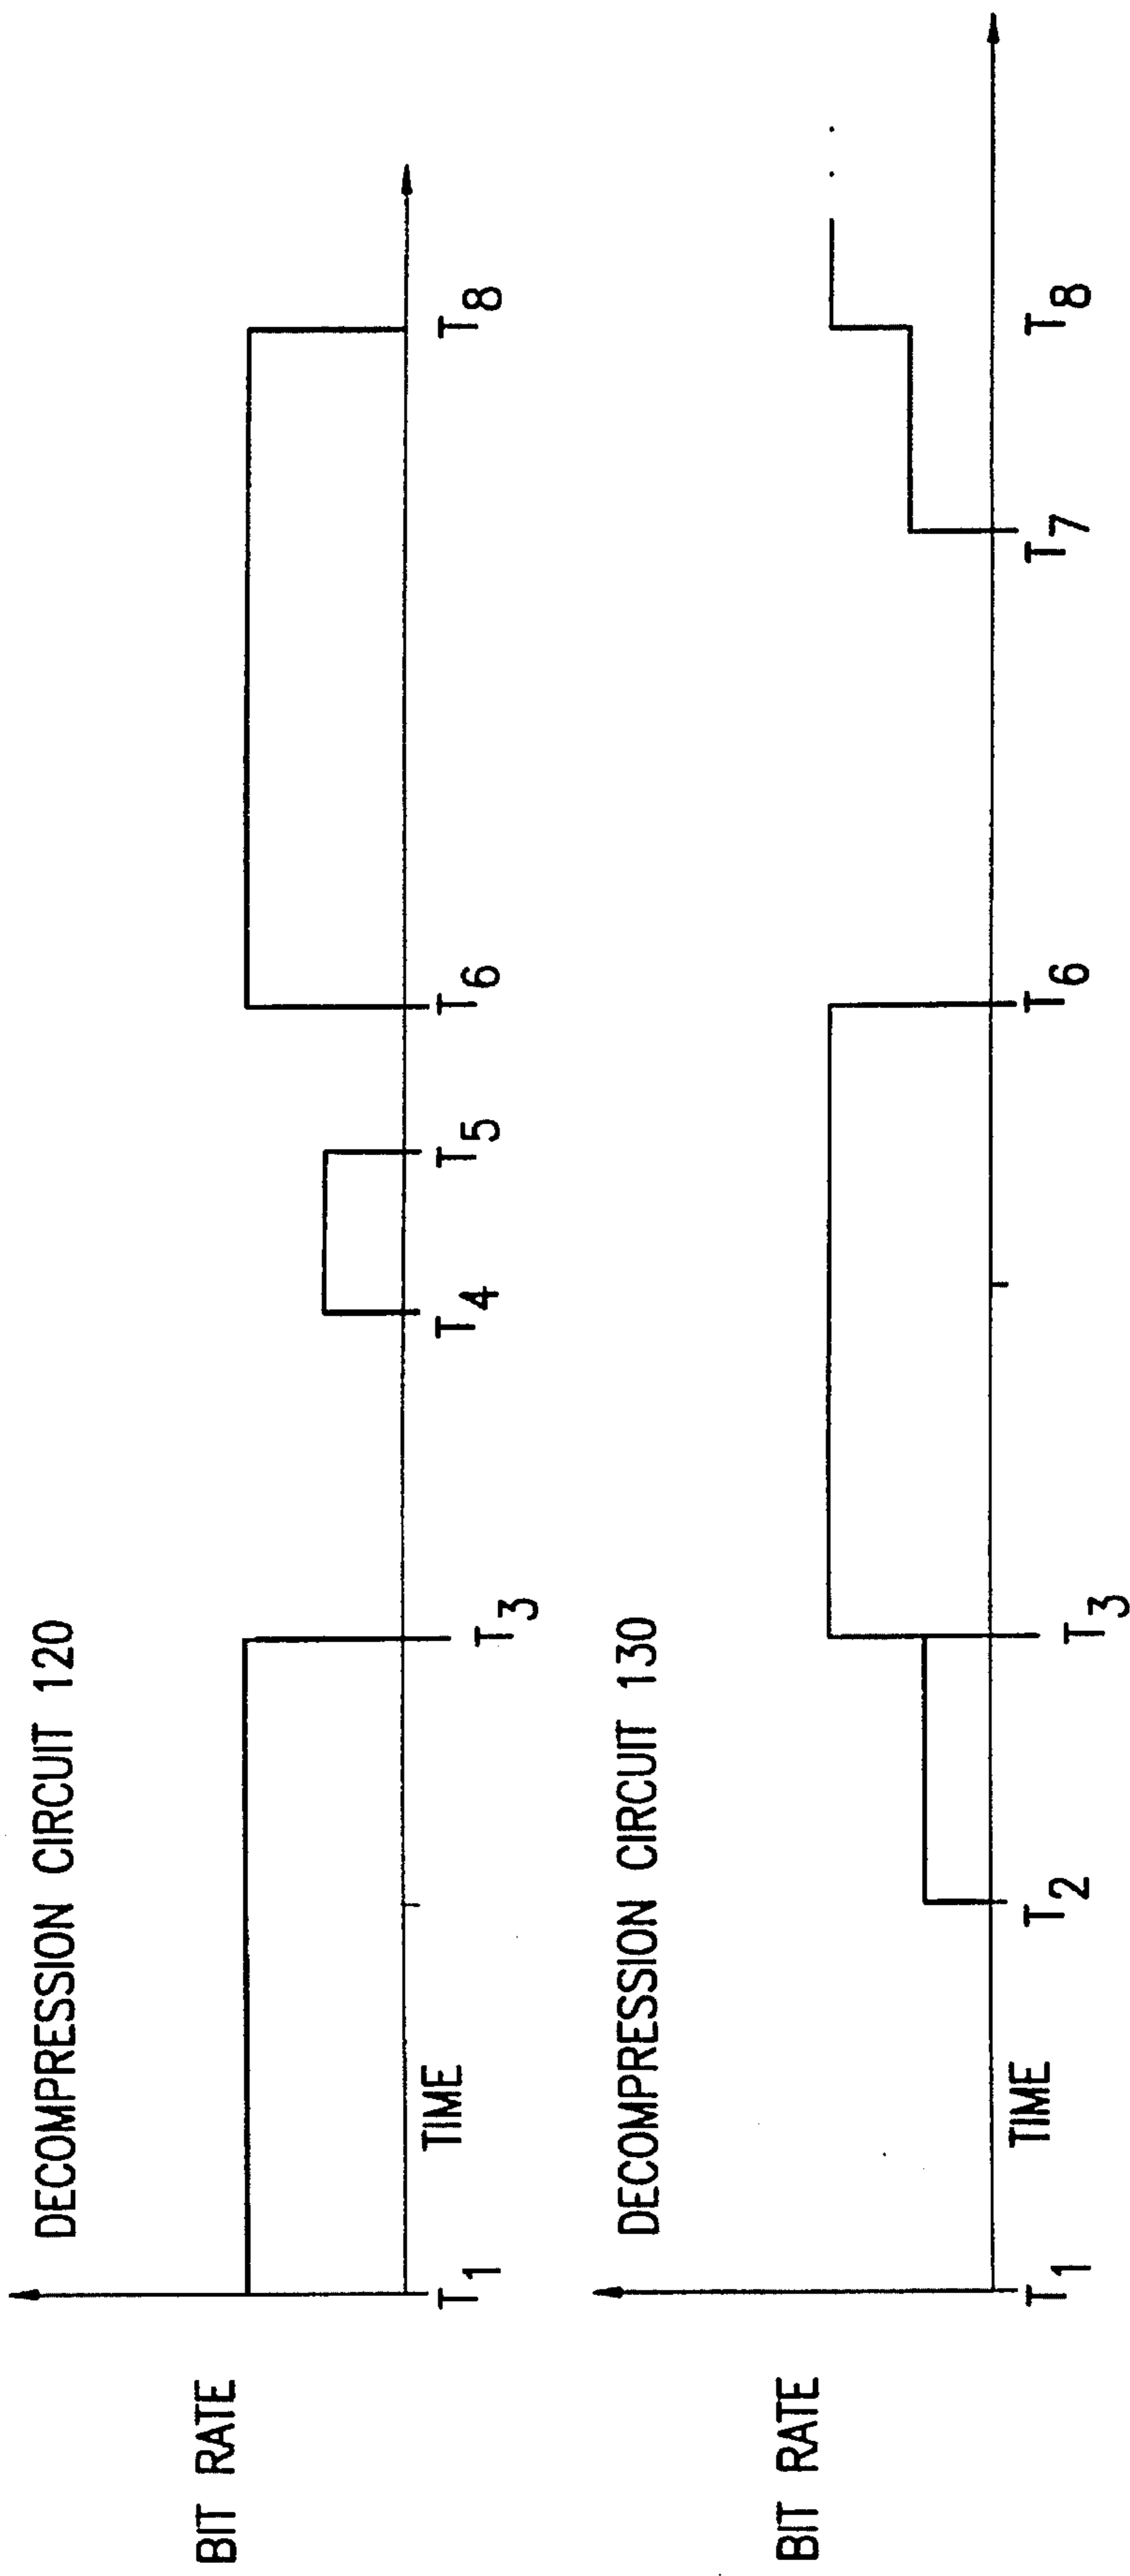 DECOMPRESSION CIRCUIT 120
BIT RATE
TIME
T1 T3 T4 T5 T6 T8
DECOMPRESSION CIRCUIT 130
BIT RATE
TIME
T1 T2 T3 T6 T7 T8